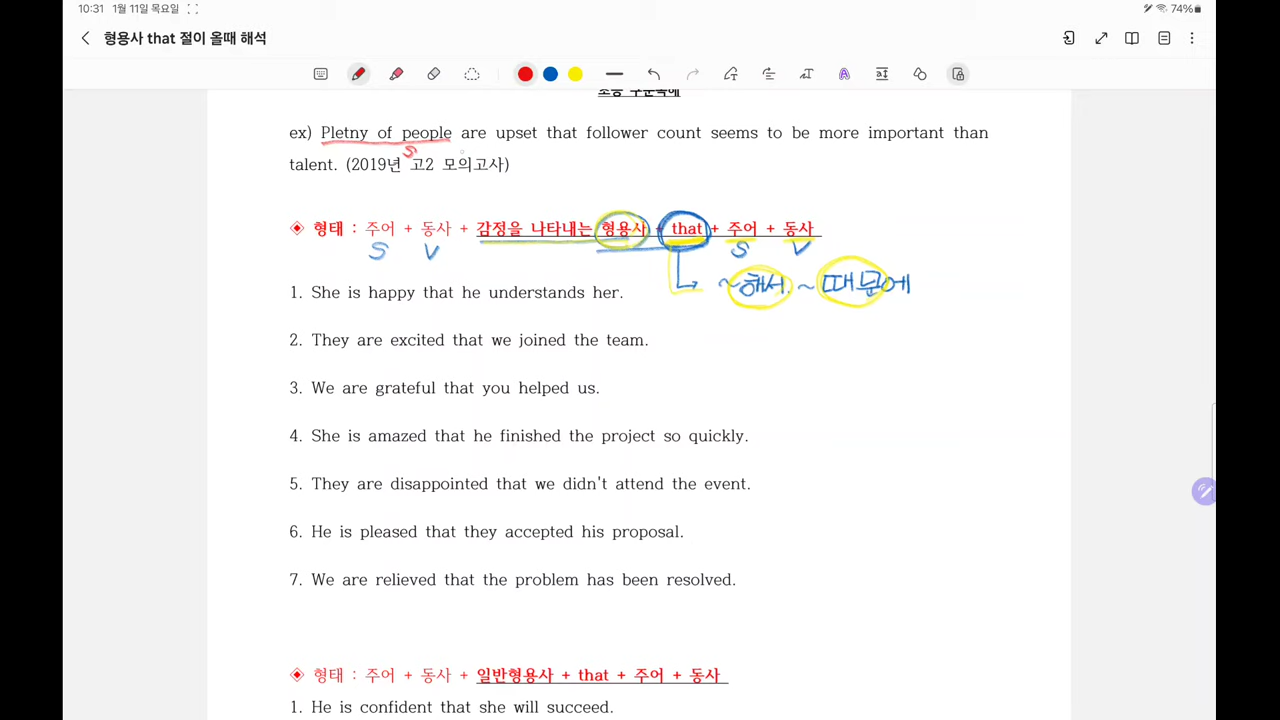 10:31 1월 11일 목요일
74%
형용사 that 절이 올때 해석
초등 구문독해
ex) Pletny of people are upset that follower count seems to be more important than
S
talent. (2019년 고2 모의고사)
◈ 형태 : 주어 + 동사 + 감정을 나타내는 형용사 + that + 주어 + 동사
S V S V
~해서. ~때문에
1. She is happy that he understands her.
2. They are excited that we joined the team.
3. We are grateful that you helped us.
4. She is amazed that he finished the project so quickly.
5. They are disappointed that we didn't attend the event.
6. He is pleased that they accepted his proposal.
7. We are relieved that the problem has been resolved.
◈ 형태 : 주어 + 동사 + 일반형용사 + that + 주어 + 동사
1. He is confident that she will succeed.